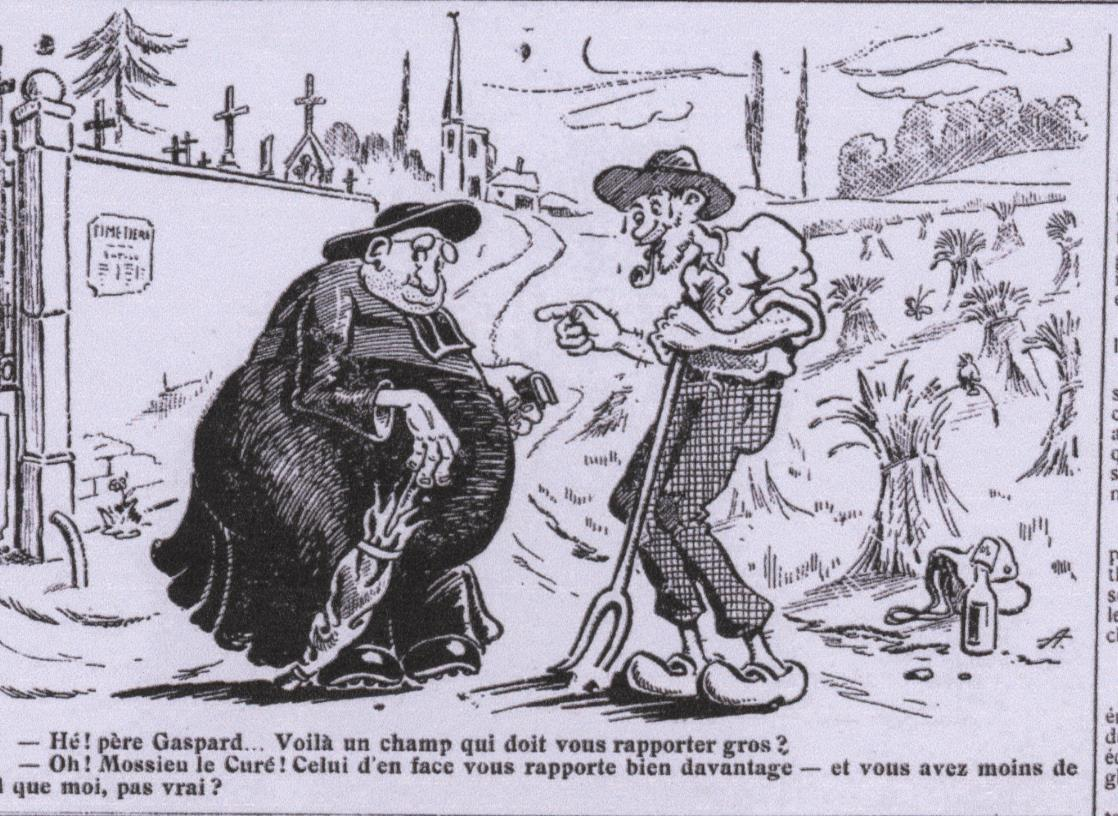 CIMETIERE
— Hé! père Gaspard... Voilà un champ qui doit vous rapporter gros?
— Oh! Mossieu le Curé! Celui d'en face vous rapporte bien davantage — et vous avez moins de
que moi, pas vrai?